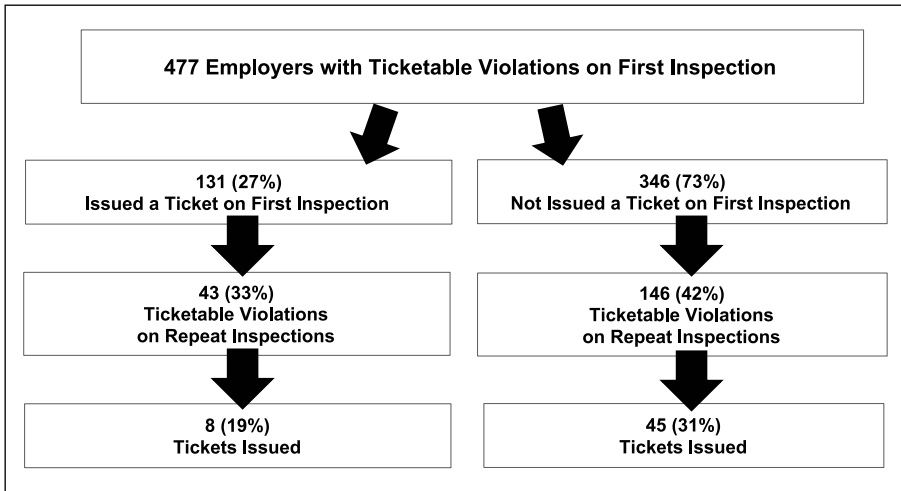 477 Employers with Ticketable Violations on First Inspection
131 (27%)
Issued a Ticket on First Inspection
346 (73%)
Not Issued a Ticket on First Inspection
43 (33%)
Ticketable Violations
on Repeat Inspections
146 (42%)
Ticketable Violations
on Repeat Inspections
8 (19%)
Tickets Issued
45 (31%)
Tickets Issued